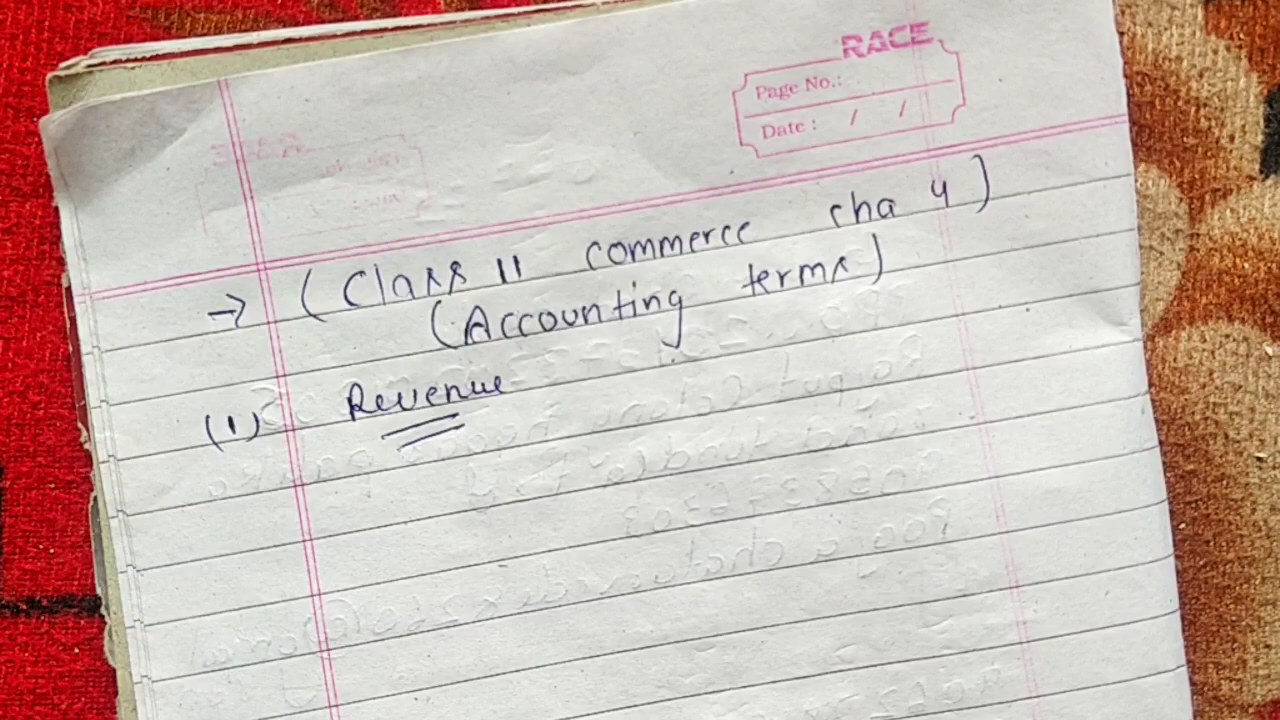 RACE
Page No.:
Date: / /
→ (Class 11 commerce cha 4)
(Accounting terms)
(1) Revenue